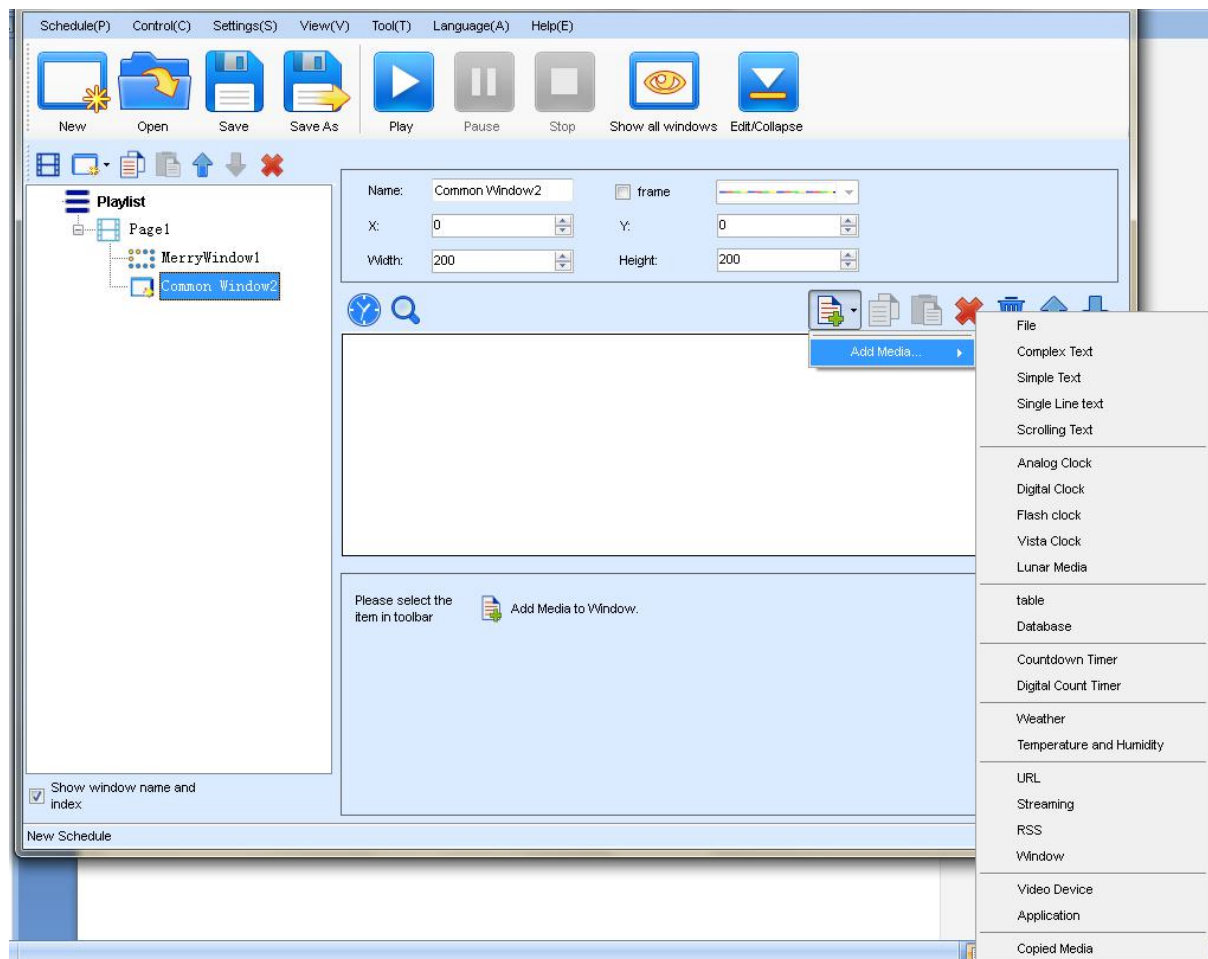 Schedule(P) Control(C) Settings(S) View(V) Tool(T) Language(A) Help(E)
New Open Save Save As Play Pause Stop Show all windows Edit/Collapse
Playlist
Page1
MerryWindow1
Common Window2
Name: Common Window2 frame
X: 0 Y: 0
Width: 200 Height: 200
Add Media...
File
Complex Text
Simple Text
Single Line text
Scrolling Text
Analog Clock
Digital Clock
Flash clock
Vista Clock
Lunar Media
table
Database
Countdown Timer
Digital Count Timer
Weather
Temperature and Humidity
URL
Streaming
RSS
Window
Video Device
Application
Copied Media
Please select the
item in toolbar
Add Media to Window.
Show window name and
index
New Schedule